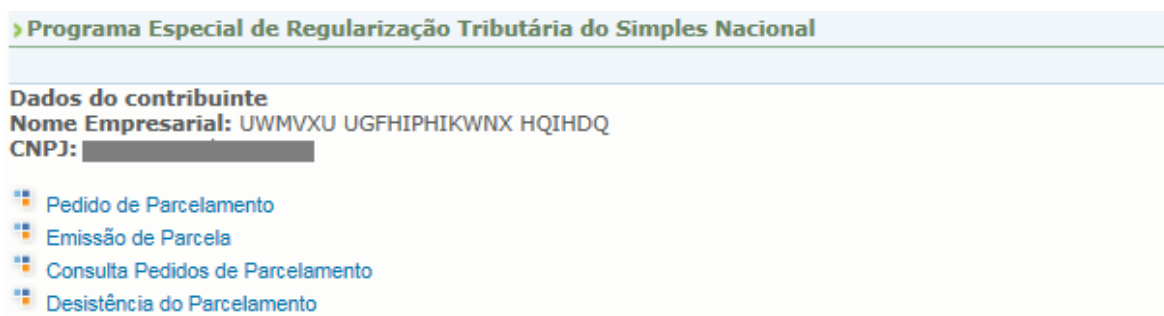 Programa Especial de Regularização Tributária do Simples Nacional
Dados do contribuinte
Nome Empresarial: UWMVXU UGFHIPHIKWNX HQIHDQ
CNPJ:
Pedido de Parcelamento
Emissão de Parcela
Consulta Pedidos de Parcelamento
Desistência do Parcelamento